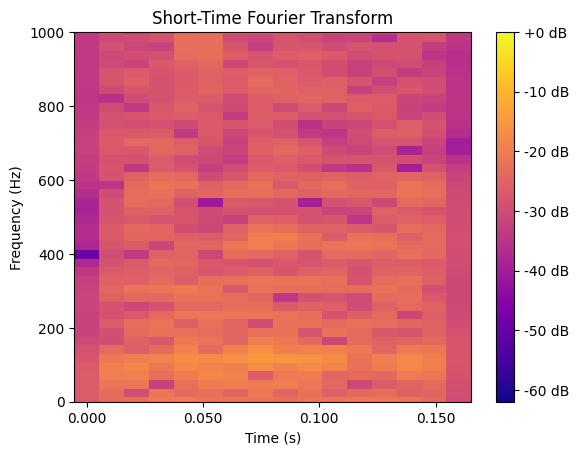 Short-Time Fourier Transform
1000
800
600
400
200
0
Frequency (Hz)
0.000
0.050
0.100
0.150
Time (s)
+0 dB
-10 dB
-20 dB
-30 dB
-40 dB
-50 dB
-60 dB